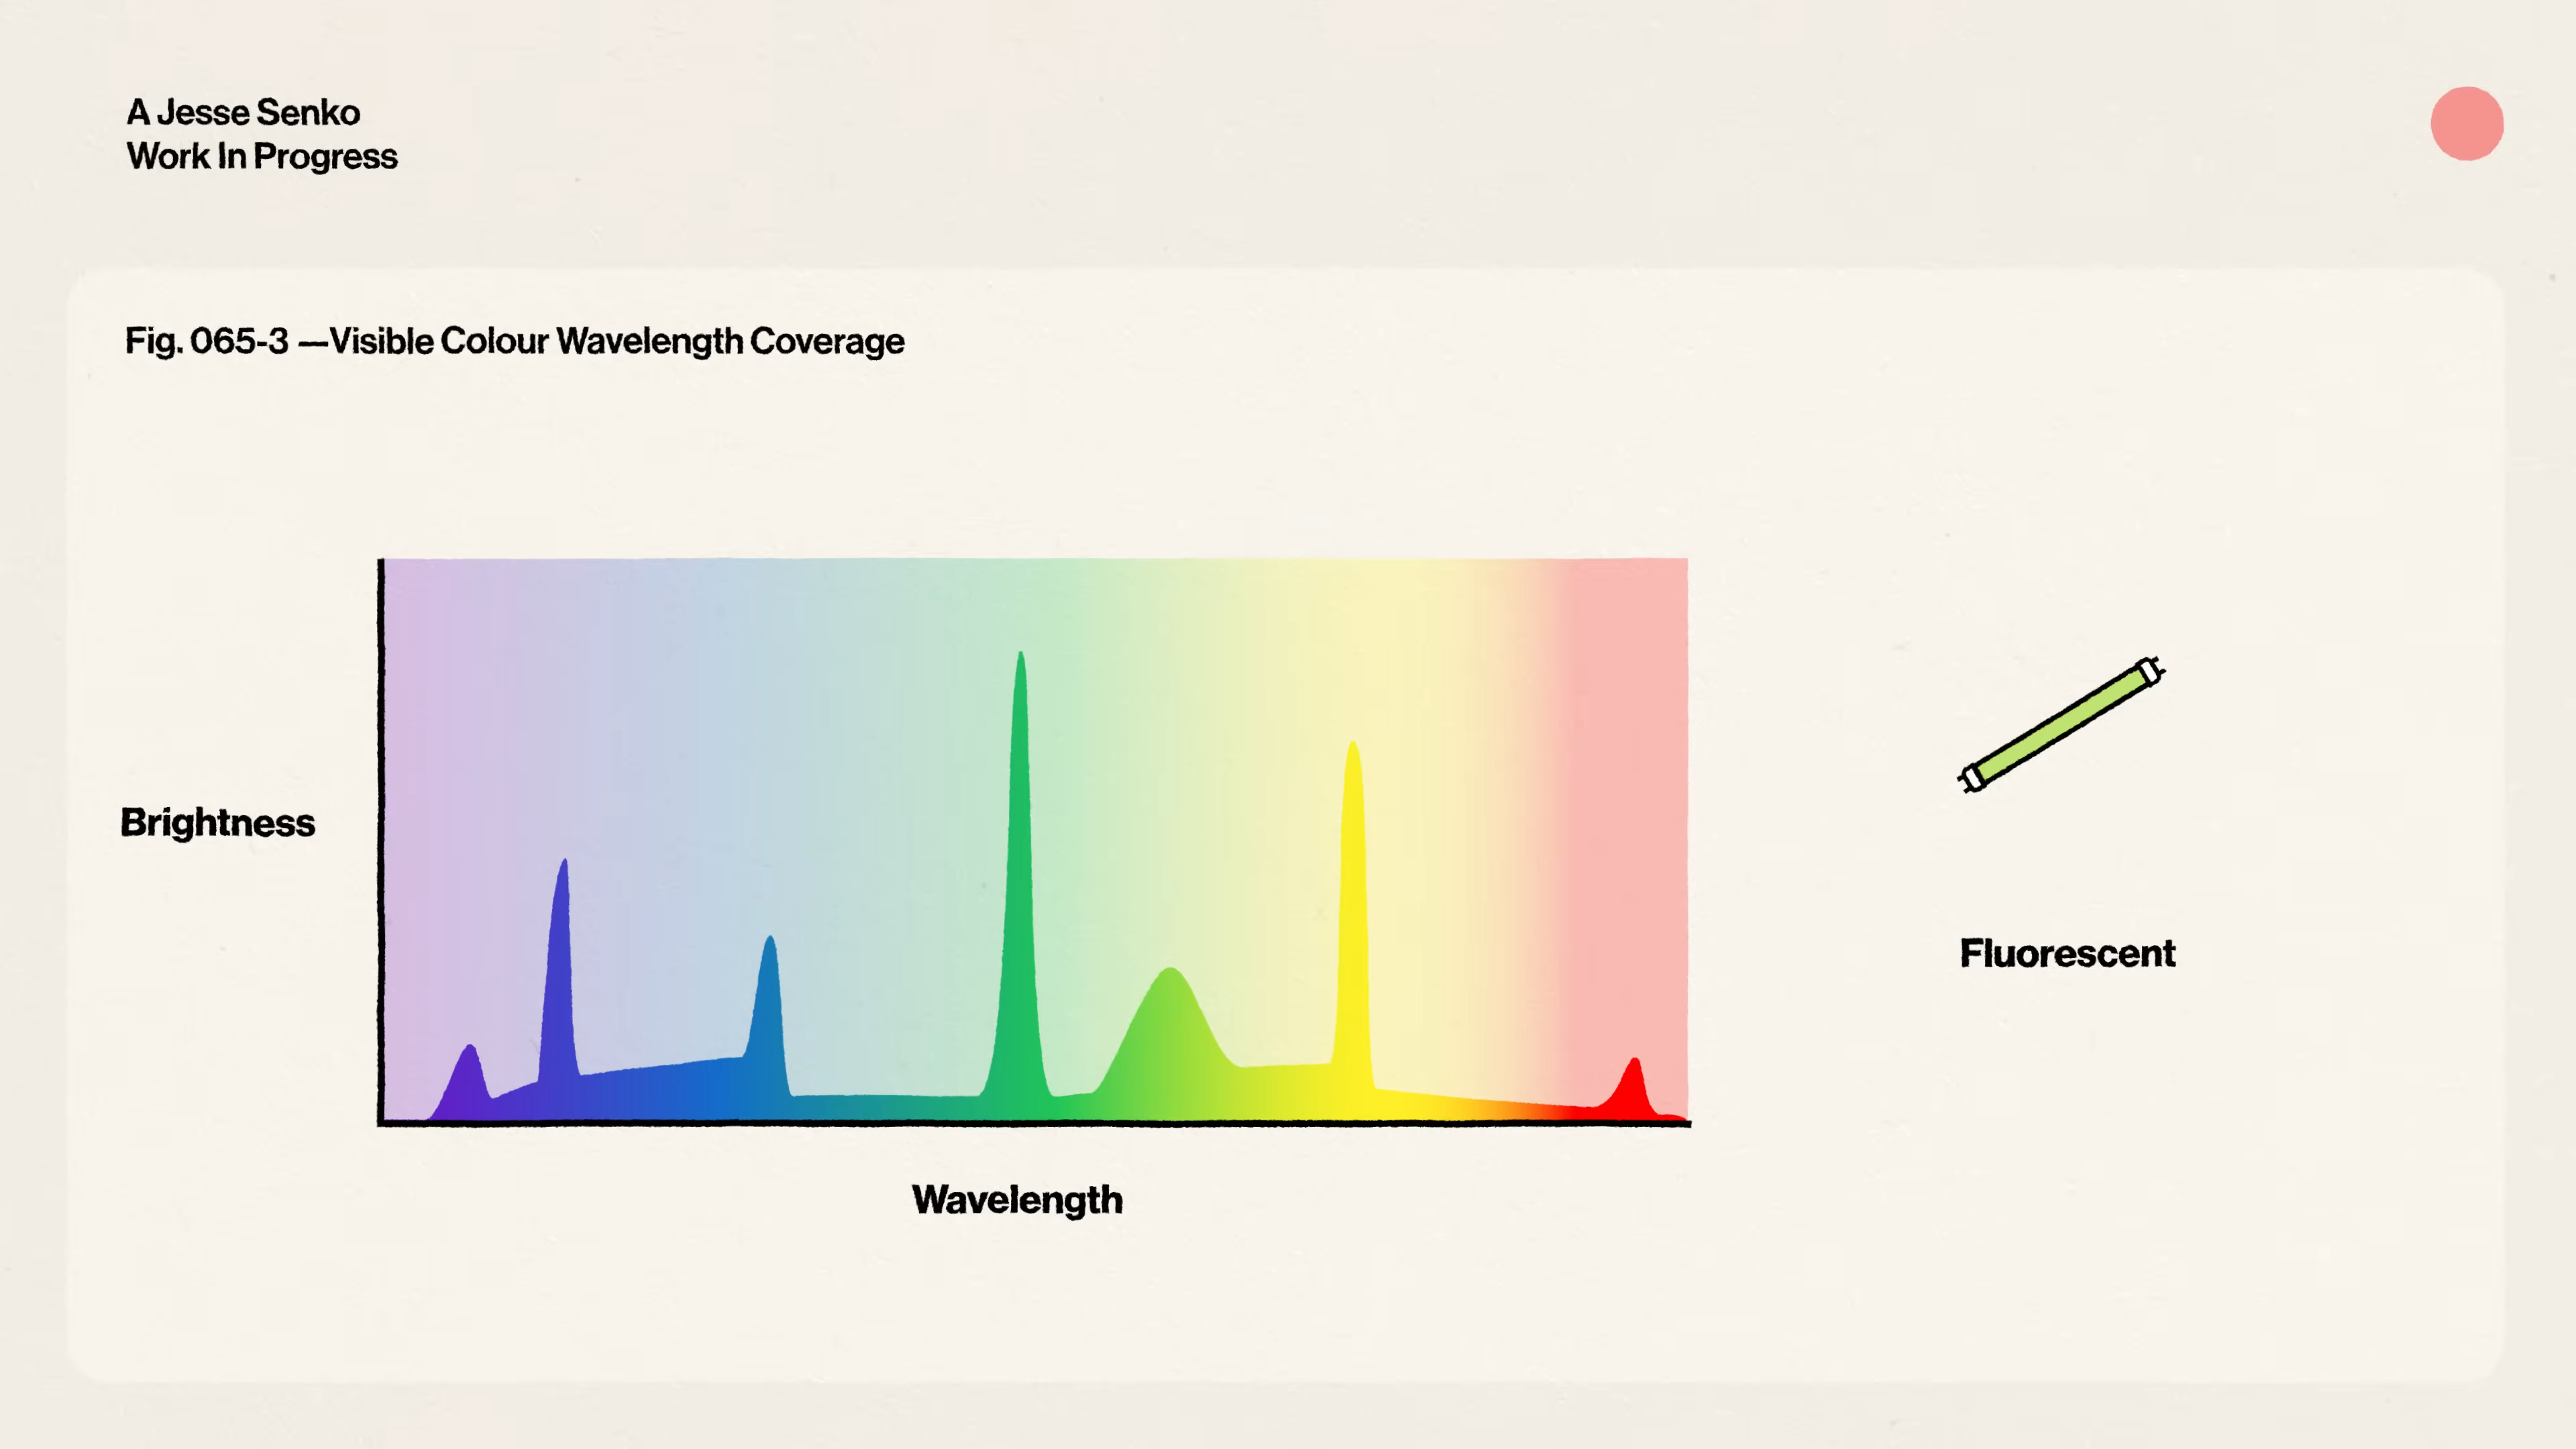 A Jesse Senko
Work In Progress
Fig. 065-3 —Visible Colour Wavelength Coverage
Brightness
Fluorescent
Wavelength